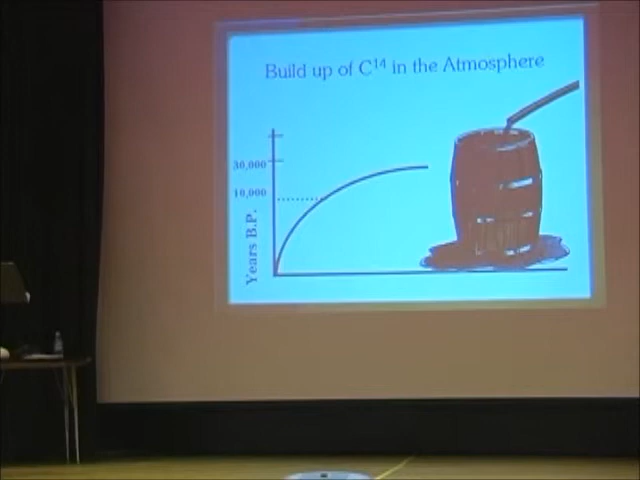 Build up of C¹⁴ in the Atmosphere
30,000
10,000
Years B.P.